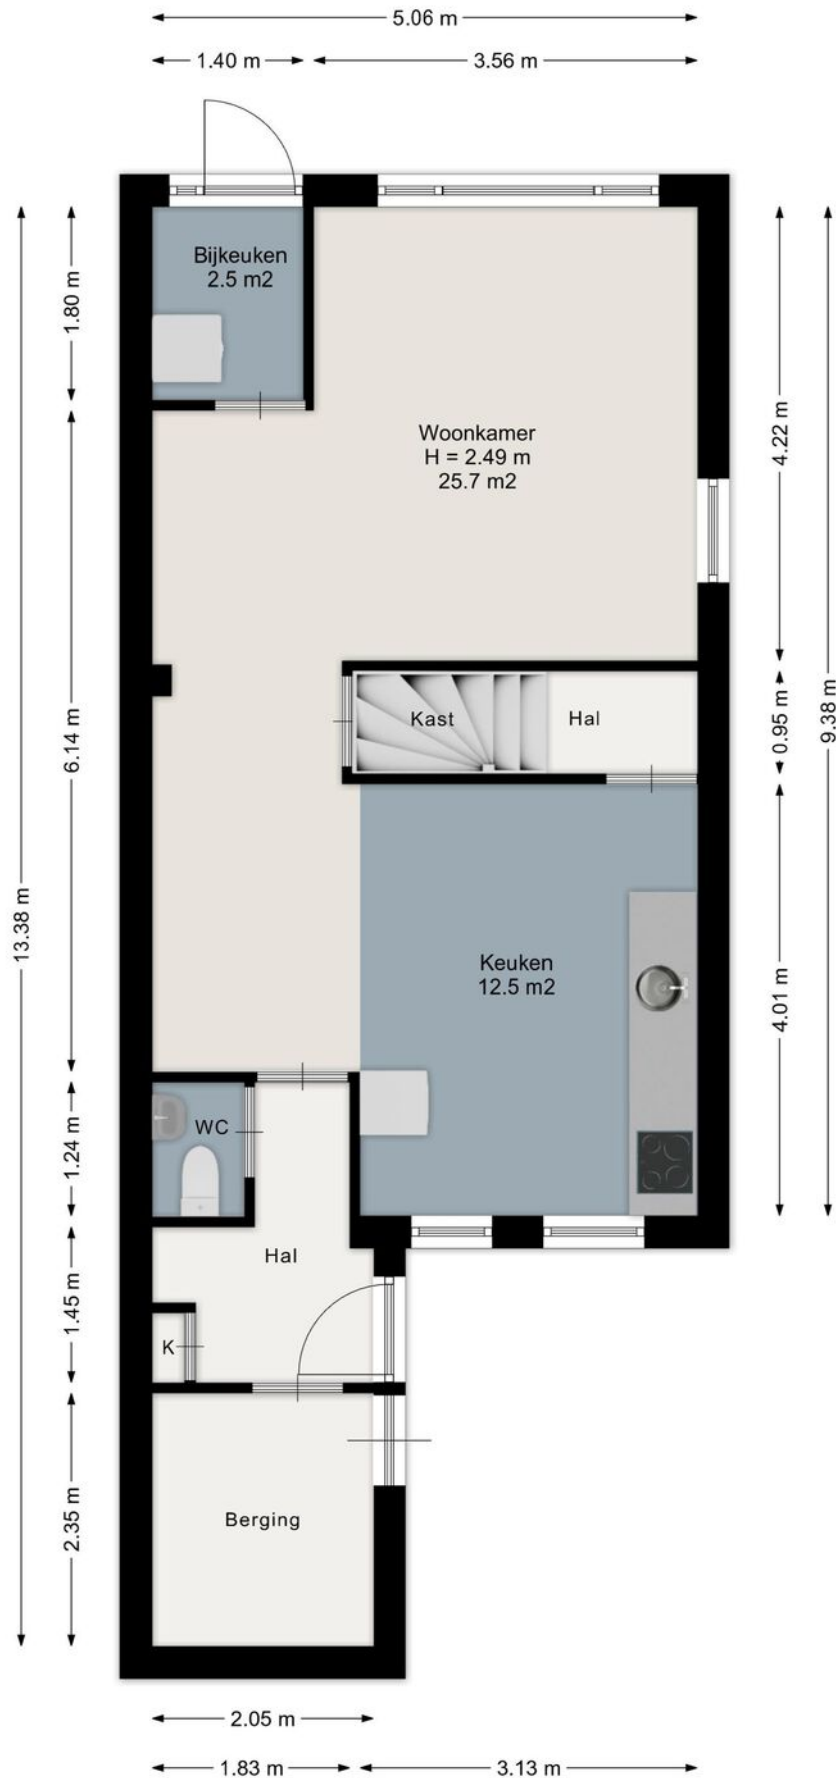 5.06 m
1.40 m
3.56 m
Bijkeuken
2.5 m2
1.80 m
Woonkamer
H = 2.49 m
25.7 m2
4.22 m
9.38 m
Kast
Hal
0.95 m
6.14 m
13.38 m
Keuken
12.5 m2
4.01 m
WC
1.24 m
Hal
1.45 m
K
Berging
2.35 m
2.05 m
1.83 m
3.13 m